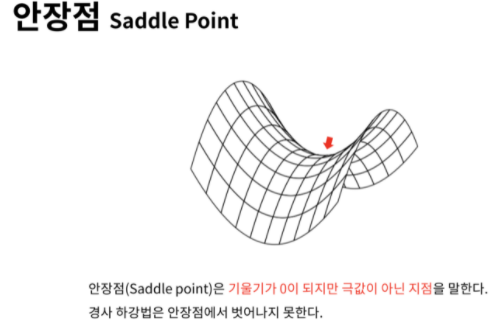 안장점 Saddle Point
안장점(Saddle point)은 기울기가 0이 되지만 극값이 아닌 지점을 말한다.
경사 하강법은 안장점에서 벗어나지 못한다.